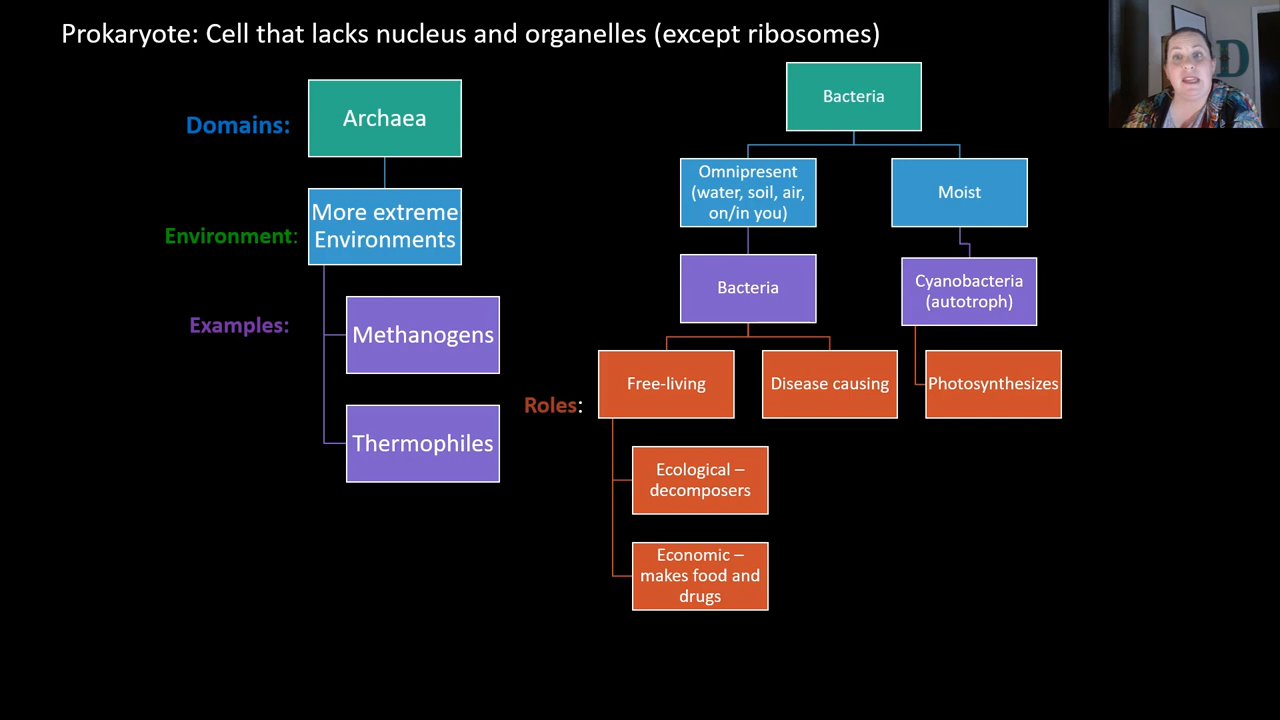 Prokaryote: Cell that lacks nucleus and organelles (except ribosomes)
D
Domains:
Archaea
Bacteria
Environment:
More extreme
Environments
Omnipresent
(water, soil, air,
on/in you)
Moist
Examples:
Methanogens
Thermophiles
Bacteria
Cyanobacteria
(autotroph)
Roles:
Free-living
Disease causing
Photosynthesizes
Ecological –
decomposers
Economic –
makes food and
drugs